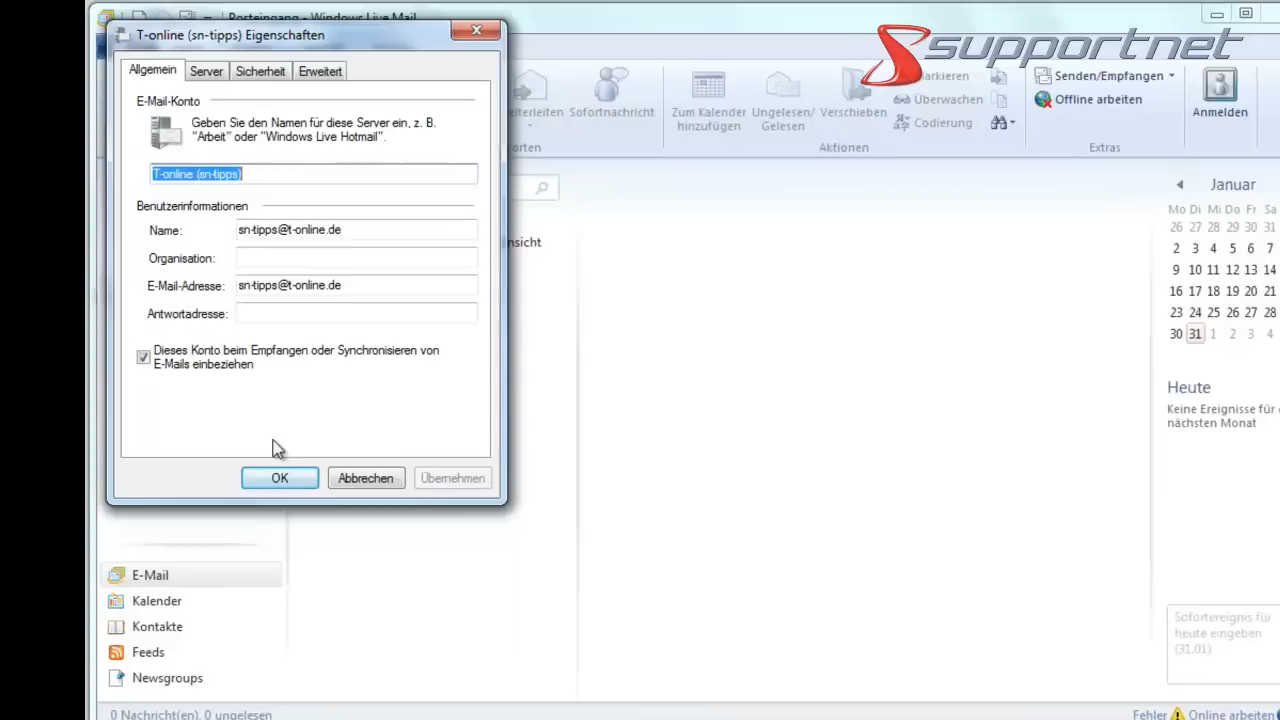 Posteingang - Windows Live Mail
T-online (sn-tipps) Eigenschaften
supportnet
Allgemein Server Sicherheit Erweitert
E-Mail-Konto
Geben Sie den Namen für diese Server ein, z. B.
"Arbeit" oder "Windows Live Hotmail".
T-online (sn-tipps)
Benutzerinformationen
Name: sn-tipps@t-online.de
Organisation:
E-Mail-Adresse: sn-tipps@t-online.de
Antwortadresse:
Dieses Konto beim Empfangen oder Synchronisieren von
E-Mails einbeziehen
OK Abbrechen Übernehmen
eiterleiten Sofortnachricht
orten
Zum Kalender
hinzufügen
Ungelesen/
Gelesen
Verschieben
arkieren
Überwachen
Codierung
Aktionen
Senden/Empfangen
Offline arbeiten
Extras
Anmelden
nsicht
Januar
Mo Di Mi Do Fr Sa
26 27 28 29 30 31
2 3 4 5 6 7
9 10 11 12 13 14
16 17 18 19 20 21
23 24 25 26 27 28
30 31 1 2 3 4
Heute
Keine Ereignisse für
nächsten Monat
Sofortereignis für
heute eingeben
(31.01)
E-Mail
Kalender
Kontakte
Feeds
Newsgroups
0 Nachricht(en), 0 ungelesen
Fehler Online arbeiten